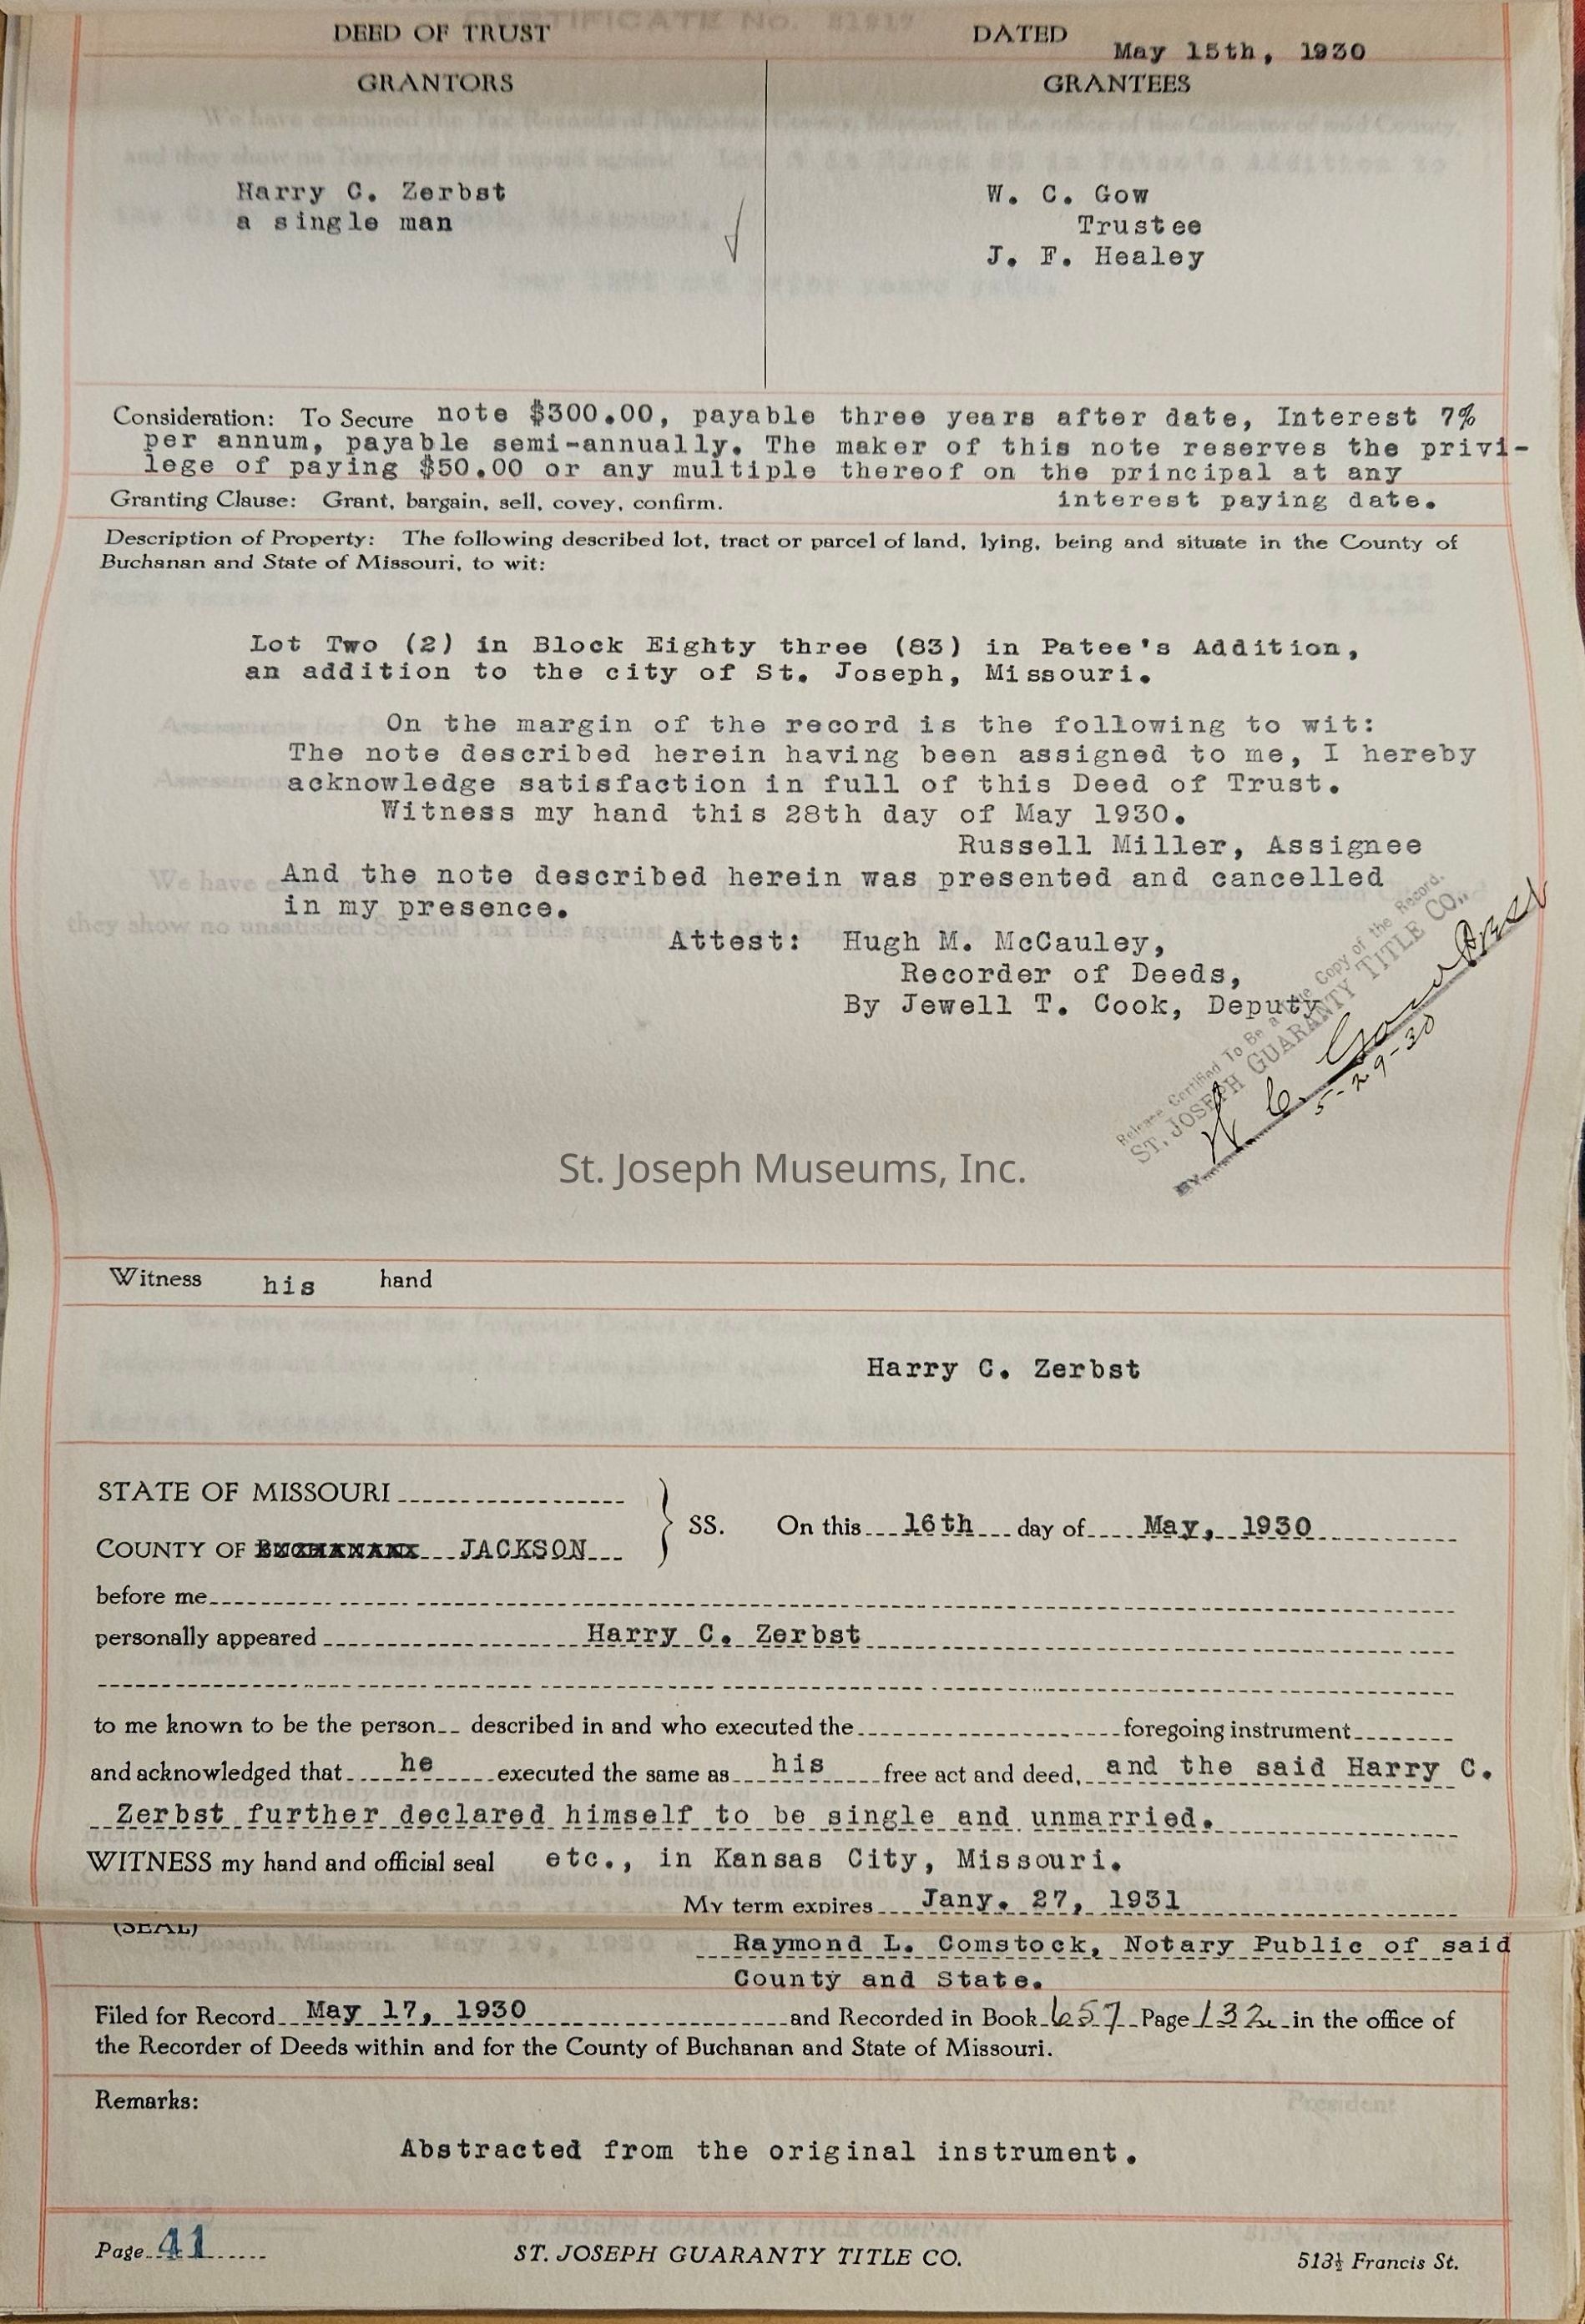 DEED OF TRUST
DATED May 15th, 1930
GRANTORS
GRANTEES
Harry C. Zerbst
a single man
W. C. Gow
Trustee
J. F. Healey
Consideration: To Secure note $300.00, payable three years after date, Interest 7%
per annum, payable semi-annually. The maker of this note reserves the privi-
lege of paying $50.00 or any multiple thereof on the principal at any
Granting Clause: Grant, bargain, sell, covey, confirm. interest paying date.
Description of Property: The following described lot, tract or parcel of land, lying, being and situate in the County of
Buchanan and State of Missouri, to wit:
Lot Two (2) in Block Eighty three (83) in Patee's Addition,
an addition to the city of St. Joseph, Missouri.
On the margin of the record is the following to wit:
The note described herein having been assigned to me, I hereby
acknowledge satisfaction in full of this Deed of Trust.
Witness my hand this 28th day of May 1930.
Russell Miller, Assignee
And the note described herein was presented and cancelled
in my presence.
Attest: Hugh M. McCauley,
Recorder of Deeds,
By Jewell T. Cook, Deputy
Release Certified To Be a True Copy of the Record.
ST. JOSEPH GUARANTY TITLE CO.,
BY W C Gow Pres
5-29-30
St. Joseph Museums, Inc.
Witness his hand
Harry C. Zerbst
STATE OF MISSOURI
COUNTY OF BUCHANAN JACKSON
SS. On this 16th day of May, 1930
before me
personally appeared Harry C. Zerbst
to me known to be the person described in and who executed the foregoing instrument
and acknowledged that he executed the same as his free act and deed, and the said Harry C.
Zerbst further declared himself to be single and unmarried.
WITNESS my hand and official seal etc., in Kansas City, Missouri.
My term expires Jany. 27, 1931
(SEAL)
Raymond L. Comstock, Notary Public of said
County and State.
Filed for Record May 17, 1930 and Recorded in Book 657 Page 132 in the office of
the Recorder of Deeds within and for the County of Buchanan and State of Missouri.
Remarks:
Abstracted from the original instrument.
Page 41
ST. JOSEPH GUARANTY TITLE CO.
513½ Francis St.